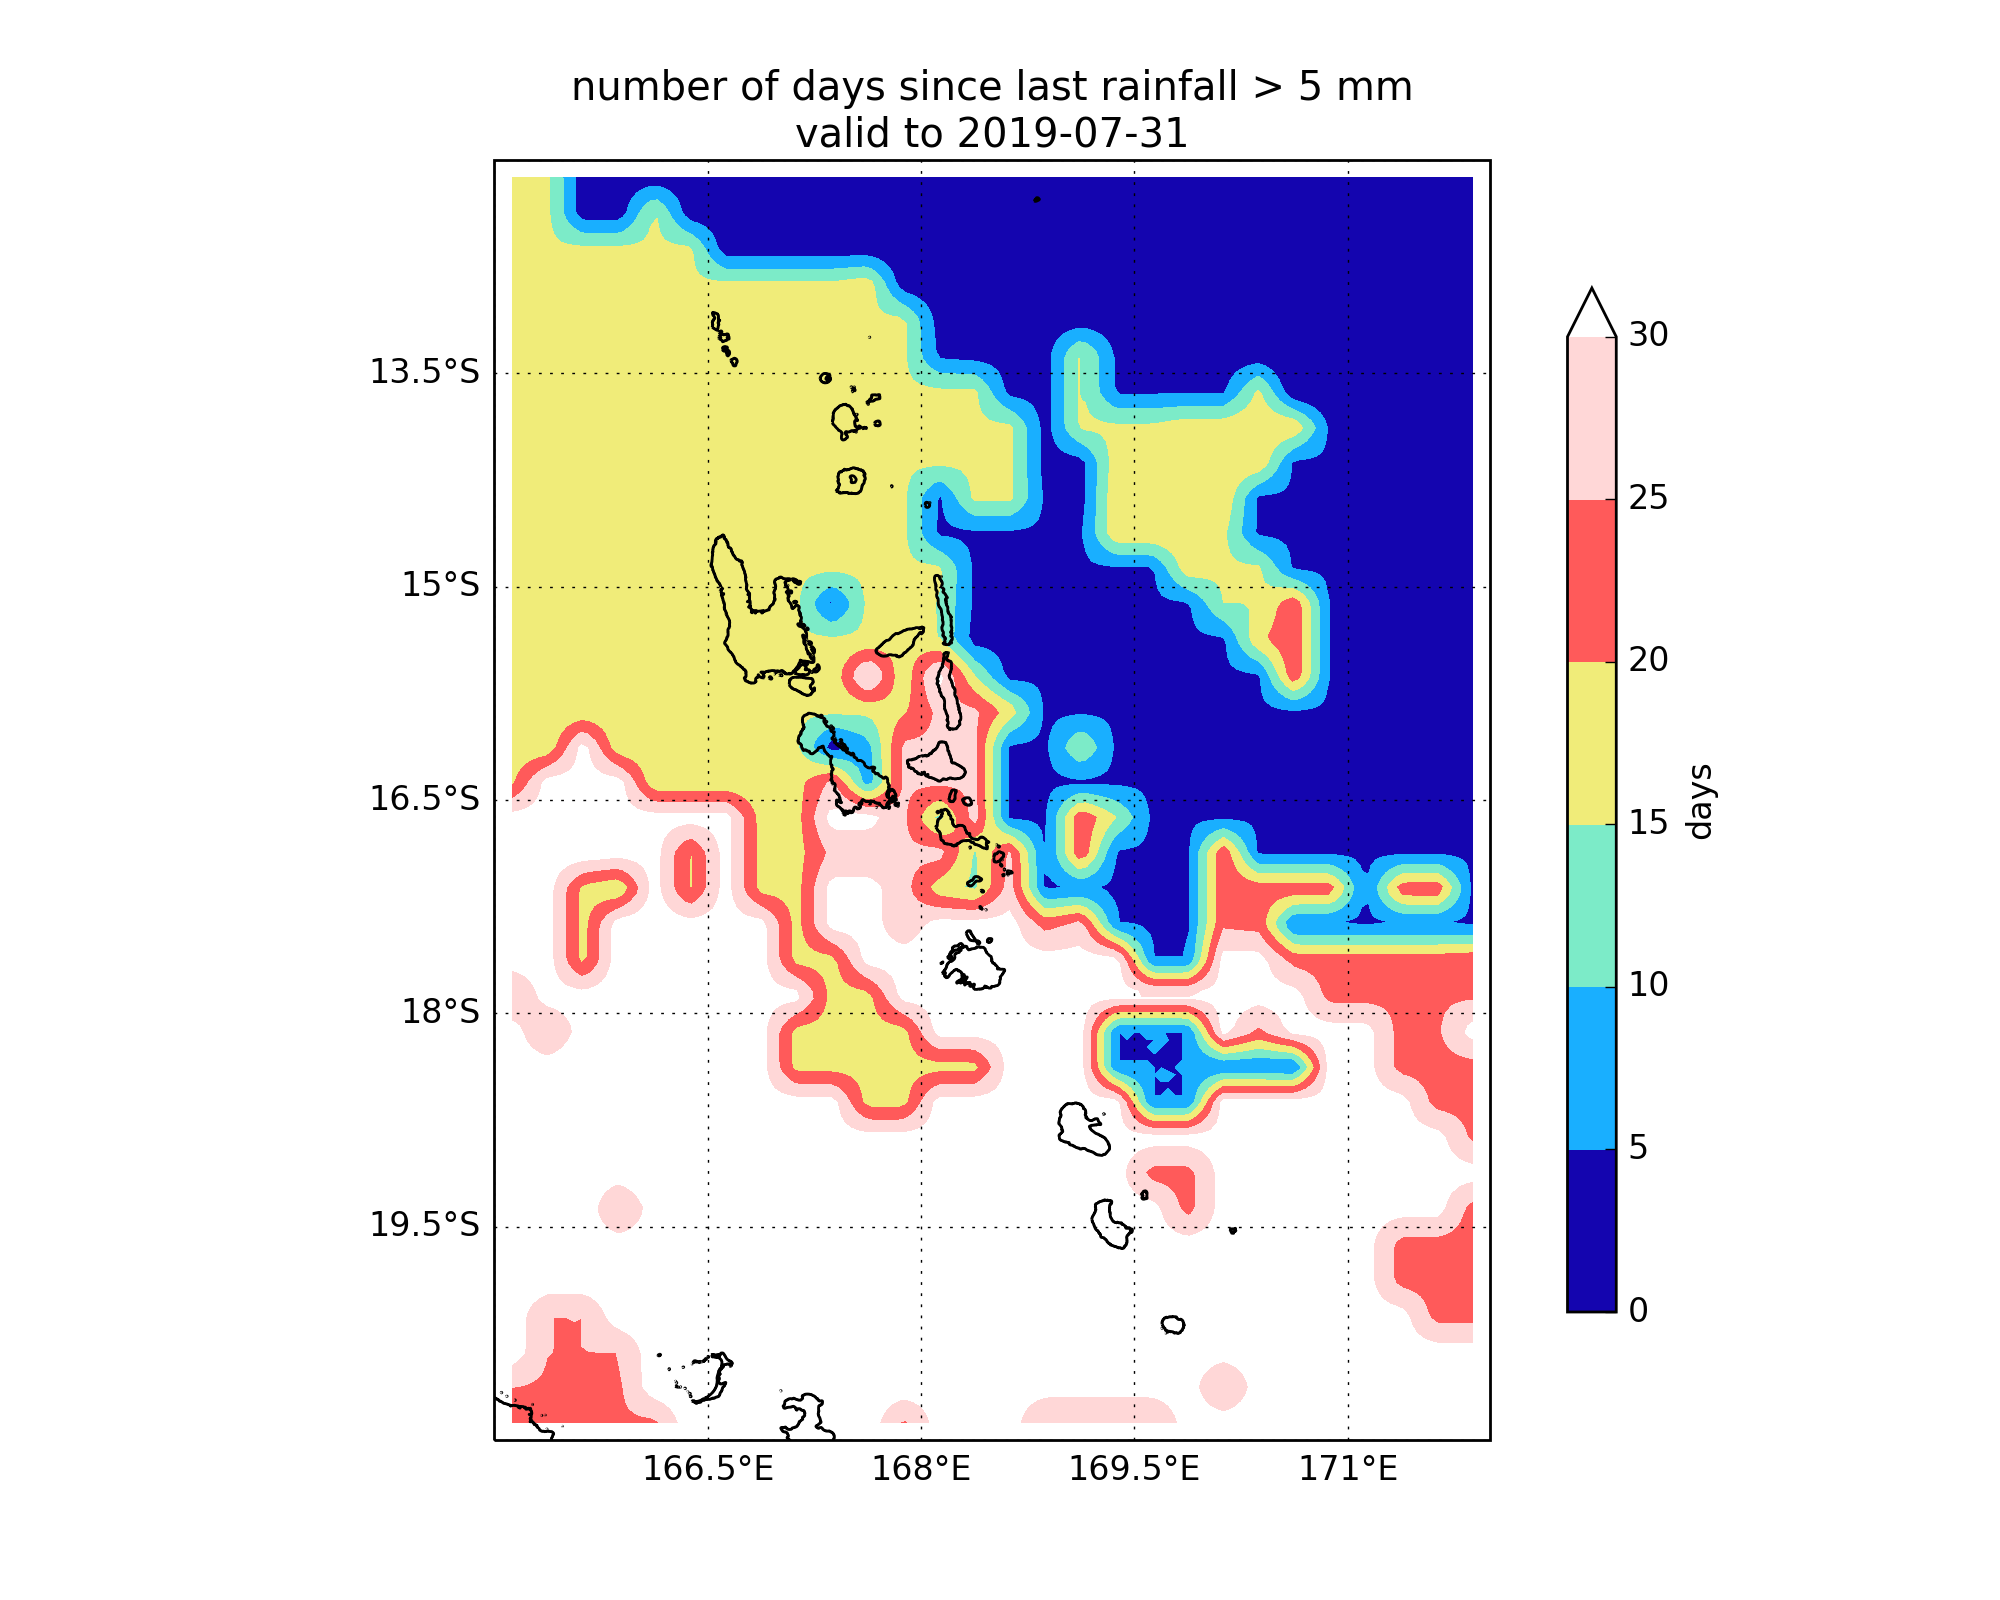 number of days since last rainfall > 5 mm
valid to 2019-07-31
13.5°S
15°S
16.5°S
18°S
19.5°S
166.5°E
168°E
169.5°E
171°E
30
25
20
15
10
5
0
days